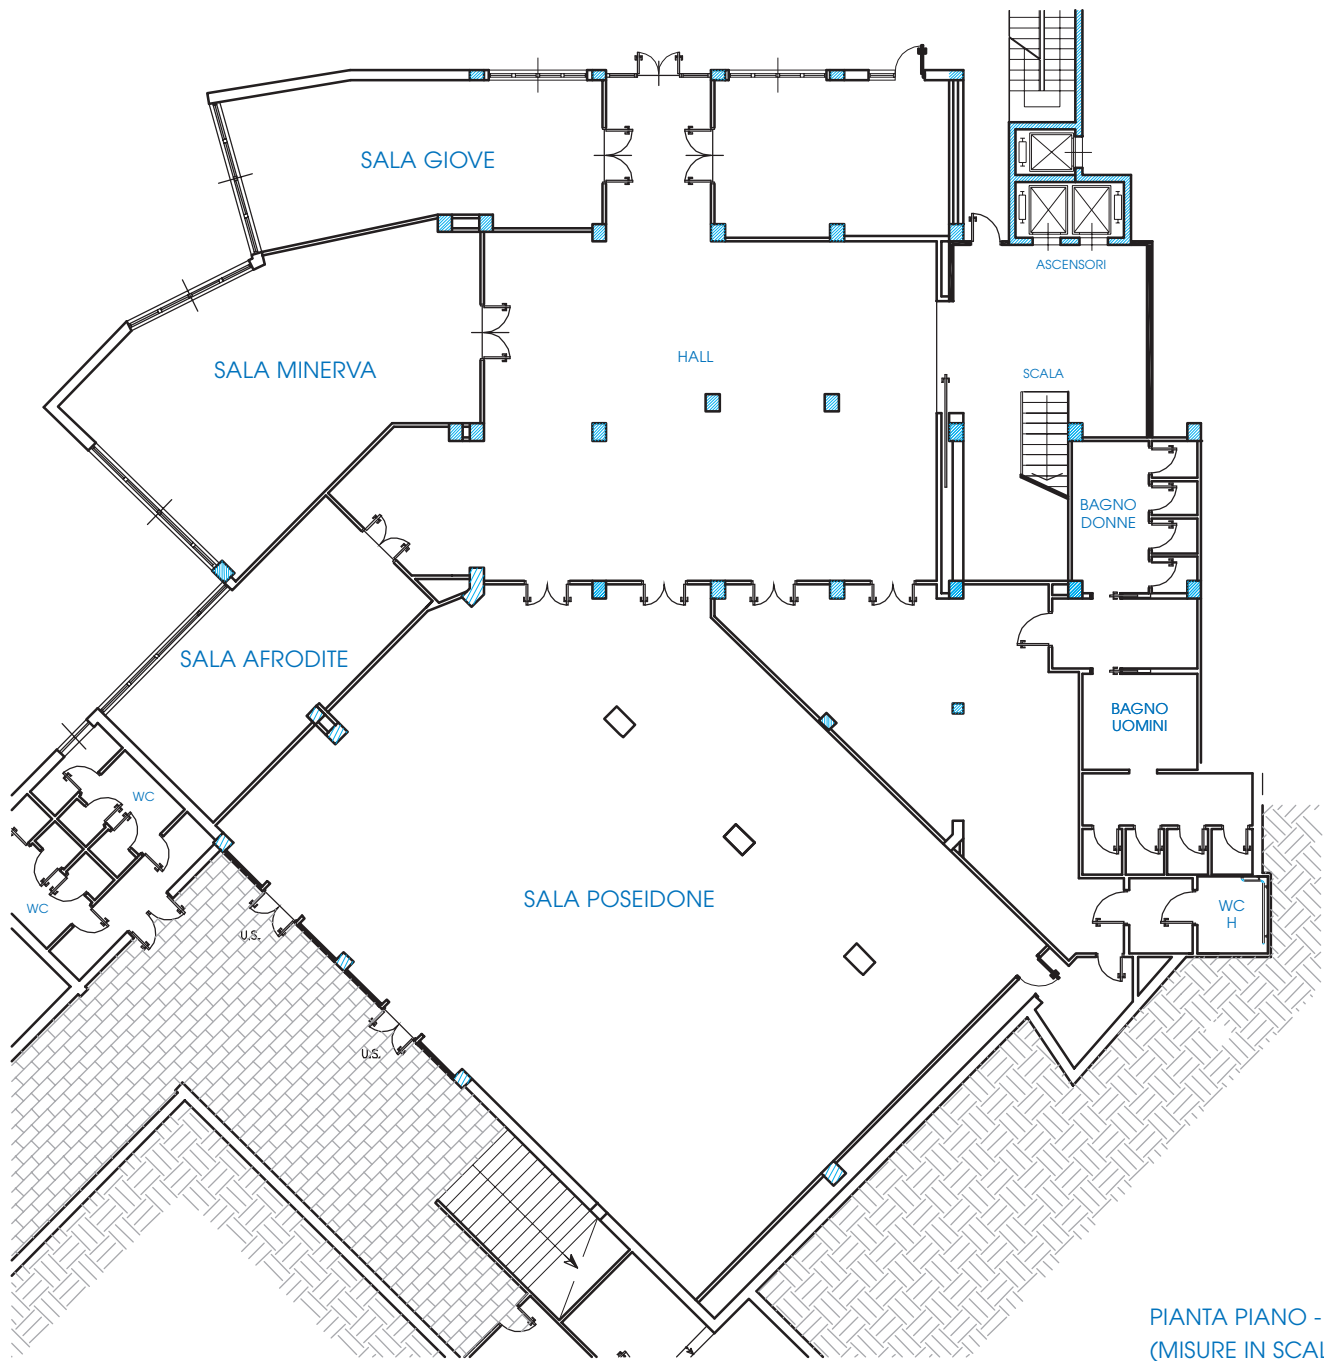 SALA GIOVE
ASCENSORI
SALA MINERVA
HALL
SCALA
BAGNO
DONNE
SALA AFRODITE
BAGNO
UOMINI
WC
SALA POSEIDONE
WC
WC
H
U.S.
U.S.
PIANTA PIANO -
(MISURE IN SCAL